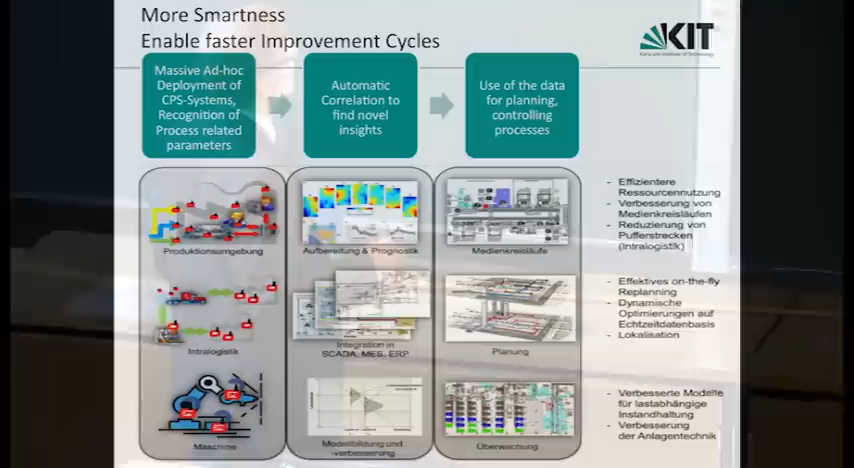 More Smartness
Enable faster Improvement Cycles
KIT
Massive Ad-hoc
Deployment of
CPS-Systems,
Recognition of
Process related
parameters
Automatic
Correlation to
find novel
insights
Use of the data
for planning,
controlling
processes
Produktionsumgebung
Aufbereitung & Prognostik
Medienkreisläufe
- Effizientere
Ressourcennutzung
- Verbesserung von
Medienkreisläufen
- Reduzierung von
Pufferstrecken
(Intralogistik)
Intralogistik
Integration in
SCADA, MES, ERP
Planung
- Effektives on-the-fly
Replanning
- Dynamische
Optimierungen auf
Echtzeitdatenbasis
- Lokalisation
Maschine
Modellbildung und
-verbesserung
Überwachung
- Verbesserte Modelle
für lastabhängige
Instandhaltung
- Verbesserung
der Anlagentechnik